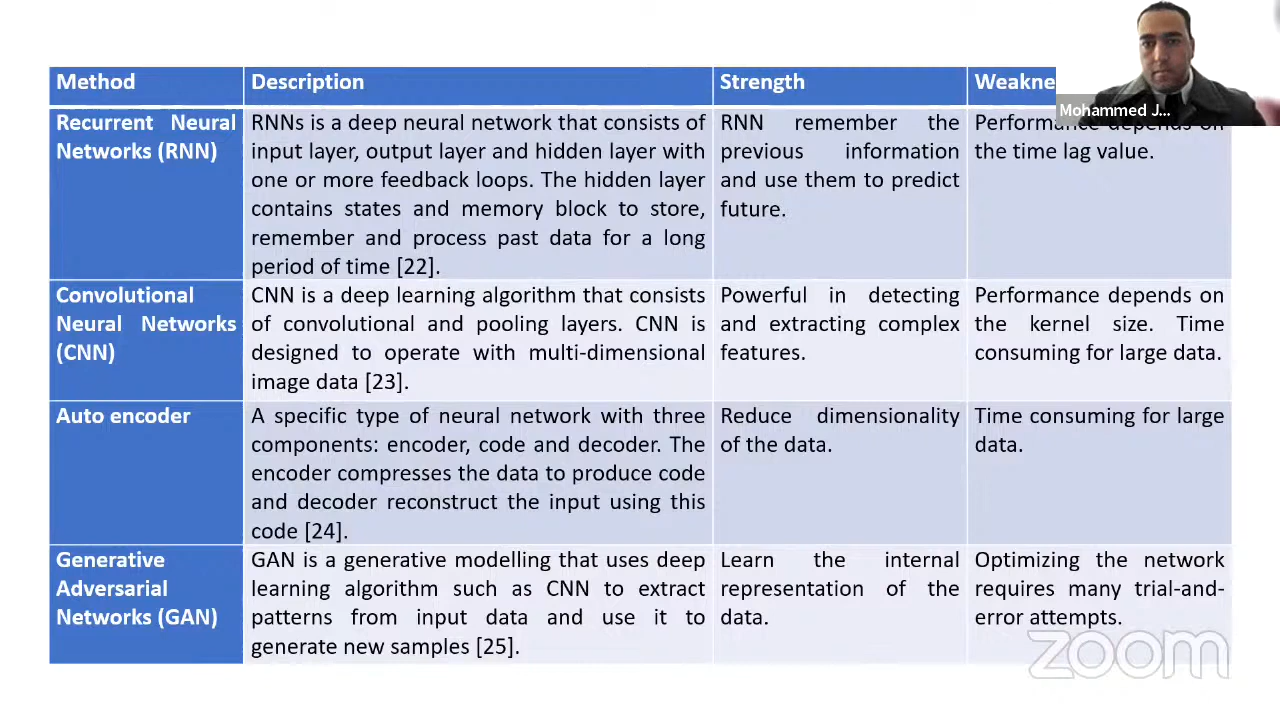 Method Description Strength
Mohammed J...
Recurrent Neural
Networks (RNN)
RNNs is a deep neural network that consists of
input layer, output layer and hidden layer with
one or more feedback loops. The hidden layer
contains states and memory block to store,
remember and process past data for a long
period of time [22].
RNN remember the
previous information
and use them to predict
future.
Performance depends on
the time lag value.
Convolutional
Neural Networks
(CNN)
CNN is a deep learning algorithm that consists
of convolutional and pooling layers. CNN is
designed to operate with multi-dimensional
image data [23].
Powerful in detecting
and extracting complex
features.
Performance depends on
the kernel size. Time
consuming for large data.
Auto encoder
A specific type of neural network with three
components: encoder, code and decoder. The
encoder compresses the data to produce code
and decoder reconstruct the input using this
code [24].
Reduce dimensionality
of the data.
Time consuming for large
data.
Generative
Adversarial
Networks (GAN)
GAN is a generative modelling that uses deep
learning algorithm such as CNN to extract
patterns from input data and use it to
generate new samples [25].
Learn the internal
representation of the
data.
Optimizing the network
requires many trial-and-
error attempts.
zoom